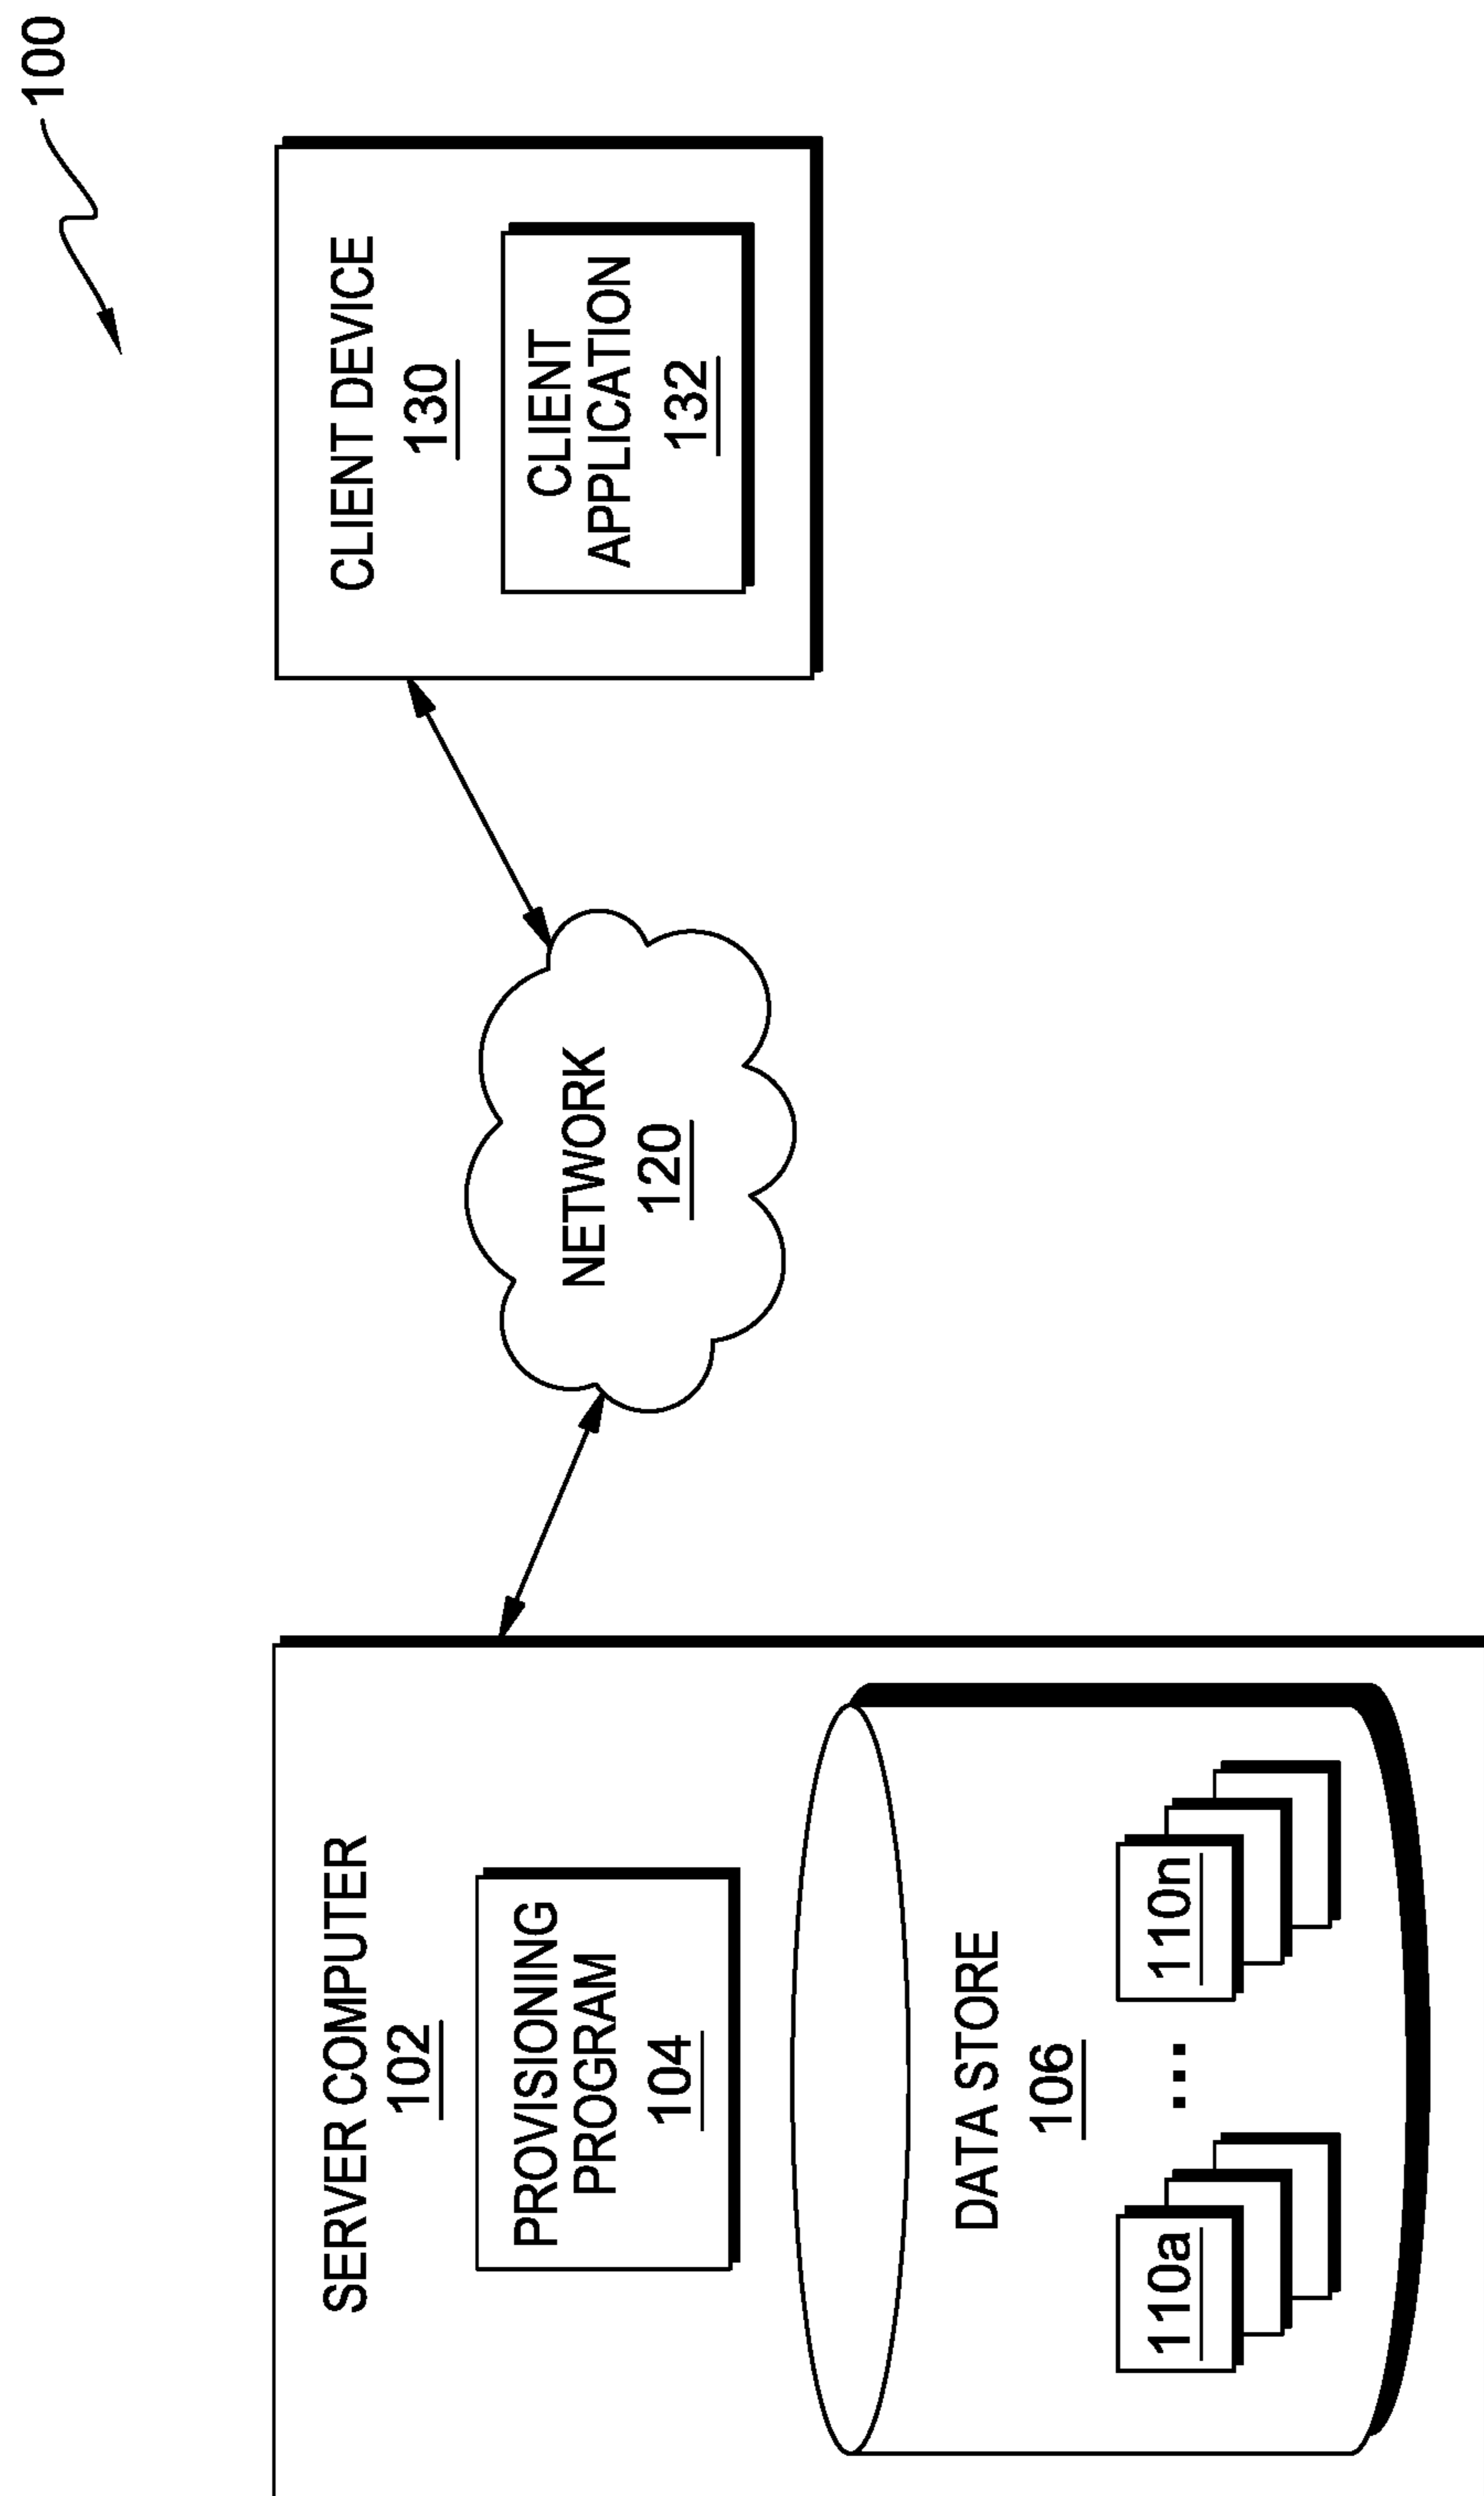 100
SERVER COMPUTER
102
PROVISIONING
PROGRAM
104
DATA STORE
106
110a
...
110n
NETWORK
120
CLIENT DEVICE
130
CLIENT
APPLICATION
132